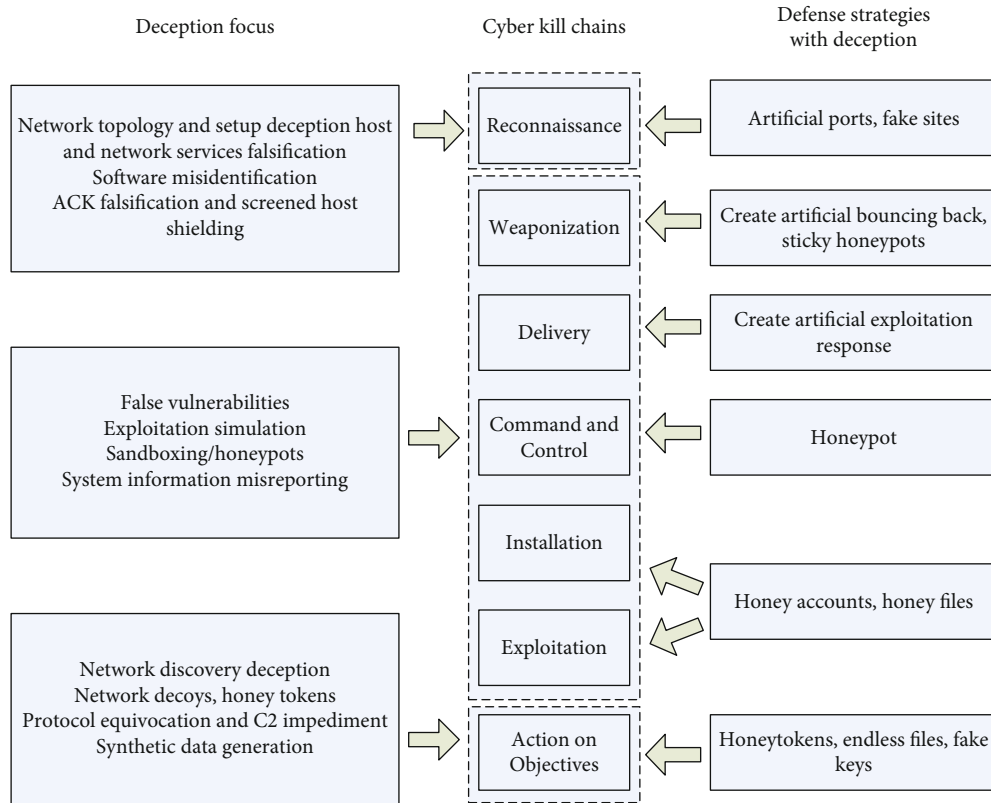 Deception focus
Cyber kill chains
Defense strategies
with deception
Network topology and setup deception host
and network services falsification
Software misidentification
ACK falsification and screened host
shielding
False vulnerabilities
Exploitation simulation
Sandboxing/honeypots
System information misreporting
Network discovery deception
Network decoys, honey tokens
Protocol equivocation and C2 impediment
Synthetic data generation
Reconnaissance
Weaponization
Delivery
Command and
Control
Installation
Exploitation
Action on
Objectives
Artificial ports, fake sites
Create artificial bouncing back,
sticky honeypots
Create artificial exploitation
response
Honeypot
Honey accounts, honey files
Honeytokens, endless files, fake
keys